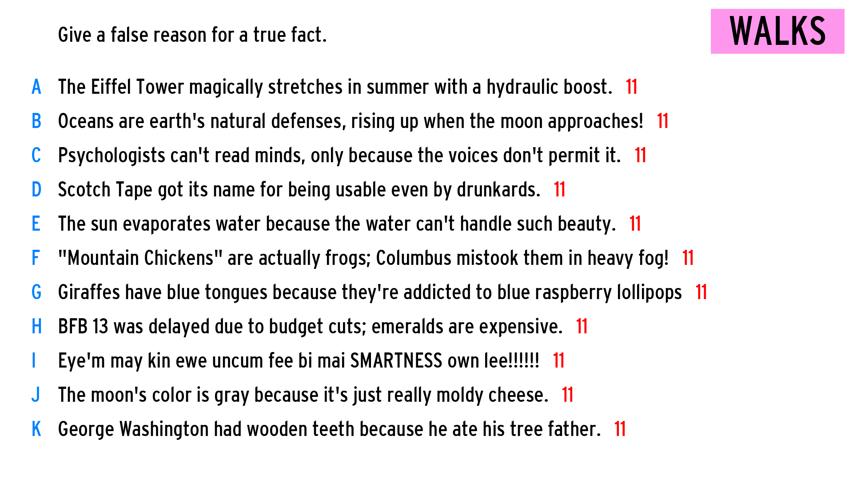 Give a false reason for a true fact.
WALKS
A The Eiffel Tower magically stretches in summer with a hydraulic boost. 11
B Oceans are earth's natural defenses, rising up when the moon approaches! 11
C Psychologists can't read minds, only because the voices don't permit it. 11
D Scotch Tape got its name for being usable even by drunkards. 11
E The sun evaporates water because the water can't handle such beauty. 11
F "Mountain Chickens" are actually frogs; Columbus mistook them in heavy fog! 11
G Giraffes have blue tongues because they're addicted to blue raspberry lollipops 11
H BFB 13 was delayed due to budget cuts; emeralds are expensive. 11
I Eye'm may kin ewe uncum fee bi mai SMARTNESS own lee!!!!!! 11
J The moon's color is gray because it's just really moldy cheese. 11
K George Washington had wooden teeth because he ate his tree father. 11